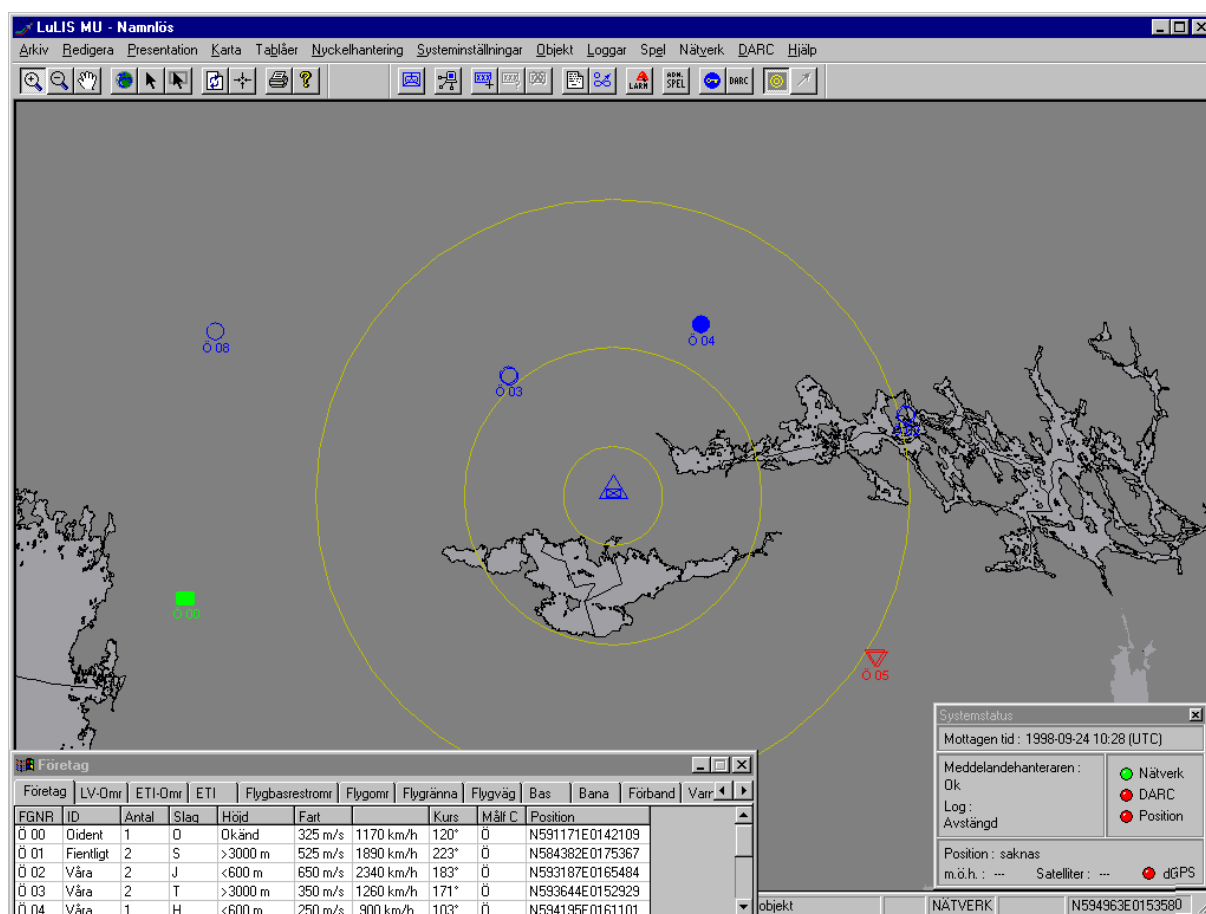 LuLIS MU - Namnlös
Arkiv Redigera Presentation Karta Tablåer Nyckelhantering Systeminställningar Objekt Loggar Spel Nätverk DARC Hjälp
LARM ADM. SPEL DARC
Ö 08
Ö 04
Ö 03
Ö 00
Ö 05
Systemstatus
Mottagen tid : 1998-09-24 10:28 (UTC)
Meddelandehanteraren :
Ok
Log :
Avstängd
Nätverk
DARC
Position
Position : saknas
m.ö.h. : --- Satelliter : --- dGPS
Företag
Företag LV-Omr ETI-Omr ETI Flygbasrestromr Flygomr Flygränna Flygväg Bas Bana Förband Varr
FGNR ID Antal Slag Höjd Fart Kurs Målf C Position
Ö 00 Oident 1 O Okänd 325 m/s 1170 km/h 120° Ö N591171E0142109
Ö 01 Fientligt 2 S >3000 m 525 m/s 1890 km/h 223° Ö N584382E0175367
Ö 02 Våra 2 J <600 m 650 m/s 2340 km/h 183° Ö N593187E0165484
Ö 03 Våra 2 T >3000 m 350 m/s 1260 km/h 171° Ö N593644E0152929
Ö 04 Våra 1 H <600 m 250 m/s 900 km/h 103° Ö N594195E0161101
objekt NÄTVERK N594963E0153580